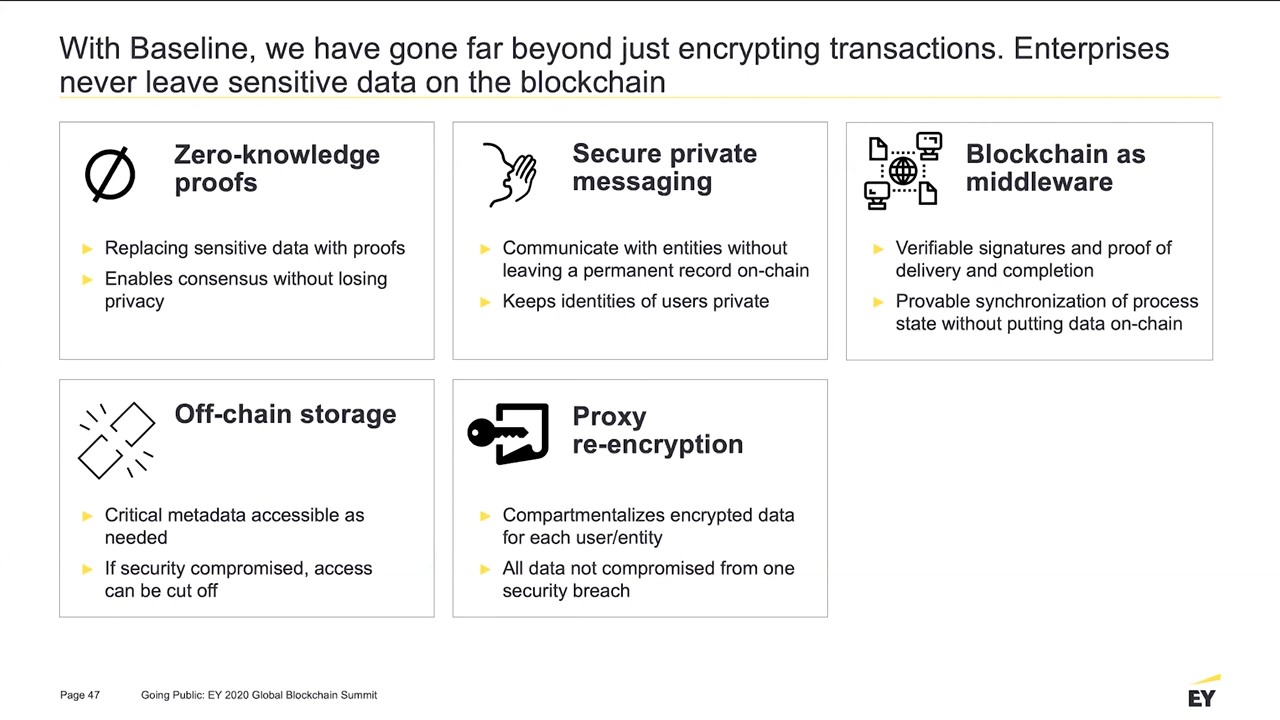 With Baseline, we have gone far beyond just encrypting transactions. Enterprises
never leave sensitive data on the blockchain
Zero-knowledge
proofs
► Replacing sensitive data with proofs
► Enables consensus without losing
privacy
Secure private
messaging
► Communicate with entities without
leaving a permanent record on-chain
► Keeps identities of users private
Blockchain as
middleware
► Verifiable signatures and proof of
delivery and completion
► Provable synchronization of process
state without putting data on-chain
Off-chain storage
► Critical metadata accessible as
needed
► If security compromised, access
can be cut off
Proxy
re-encryption
► Compartmentalizes encrypted data
for each user/entity
► All data not compromised from one
security breach
Page 47 Going Public: EY 2020 Global Blockchain Summit
EY